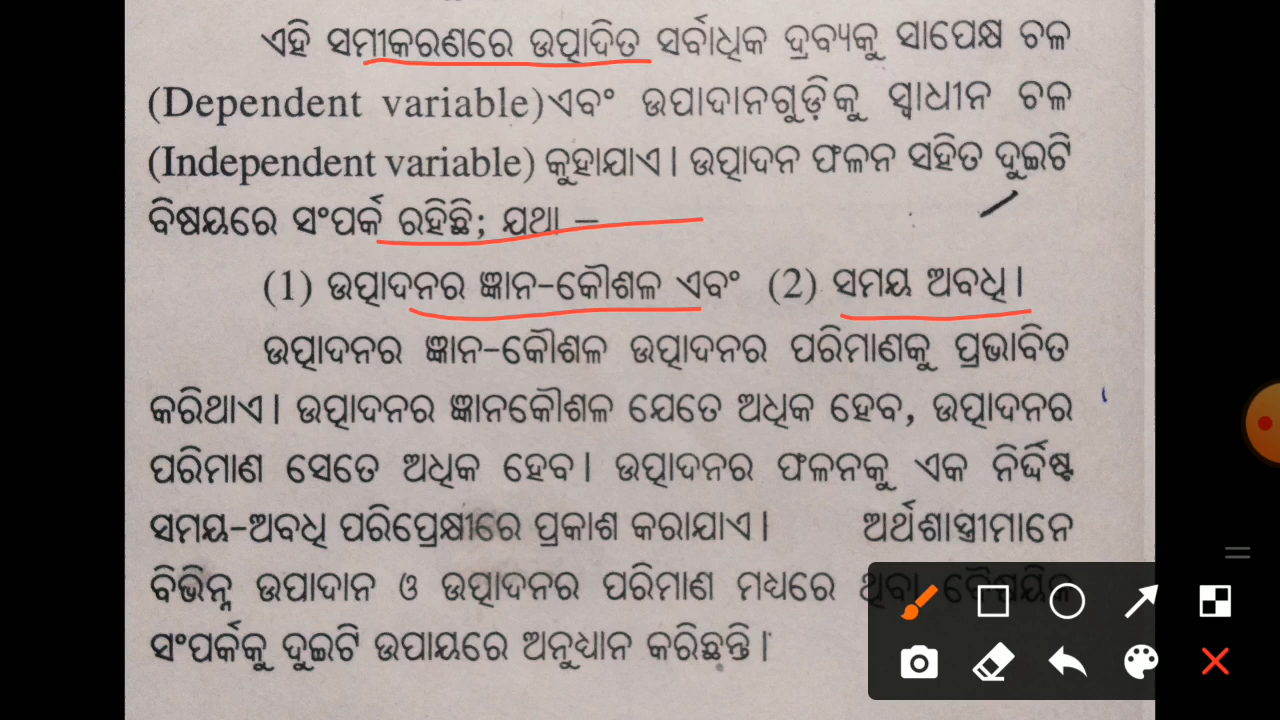 ଏହି ସମୀକରଣରେ ଉତ୍ପାଦିତ ସର୍ବାଧିକ ଦ୍ରବ୍ୟକୁ ସାପେକ୍ଷ ଚଳ
(Dependent variable)ଏବଂ ଉପାଦାନଗୁଡ଼ିକୁ ସ୍ୱାଧୀନ ଚଳ
(Independent variable) କୁହାଯାଏ। ଉତ୍ପାଦନ ଫଳନ ସହିତ ଦୁଇଟି
ବିଷୟରେ ସଂପର୍କ ରହିଛି; ଯଥା –
(1) ଉତ୍ପାଦନର ଜ୍ଞାନ-କୌଶଳ ଏବଂ (2) ସମୟ ଅବଧି।
ଉତ୍ପାଦନର ଜ୍ଞାନ-କୌଶଳ ଉତ୍ପାଦନର ପରିମାଣକୁ ପ୍ରଭାବିତ
କରିଥାଏ। ଉତ୍ପାଦନର ଜ୍ଞାନକୌଶଳ ଯେତେ ଅଧିକ ହେବ, ଉତ୍ପାଦନର
ପରିମାଣ ସେତେ ଅଧିକ ହେବ। ଉତ୍ପାଦନର ଫଳନକୁ ଏକ ନିର୍ଦ୍ଦିଷ୍ଟ
ସମୟ-ଅବଧି ପରିପ୍ରେକ୍ଷୀରେ ପ୍ରକାଶ କରାଯାଏ। ଅର୍ଥଶାସ୍ତ୍ରୀମାନେ
ବିଭିନ୍ନ ଉପାଦାନ ଓ ଉତ୍ପାଦନର ପରିମାଣ ମଧ୍ୟରେ ଥିବା ବୈଷୟିକ
ସଂପର୍କକୁ ଦୁଇଟି ଉପାୟରେ ଅନୁଧ୍ୟାନ କରିଛନ୍ତି।